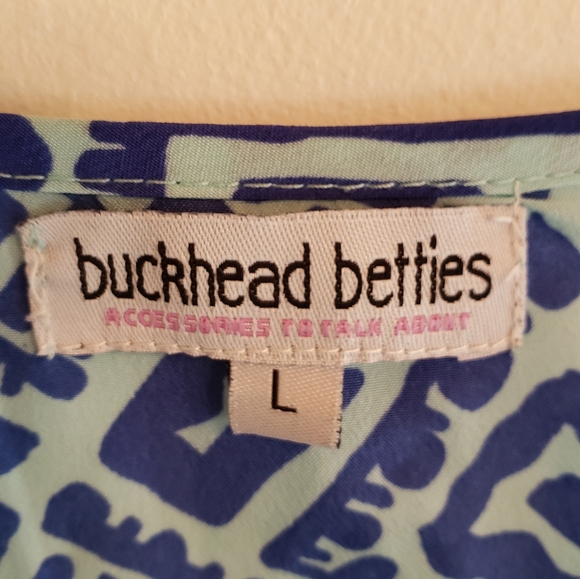 buckhead betties
ACCESSORIES TO TALK ABOUT
L